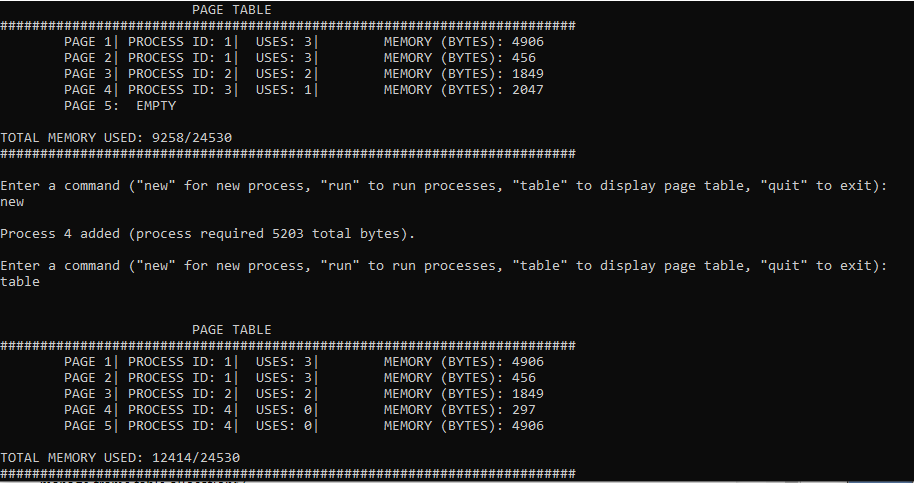 PAGE TABLE
########################################################################
PAGE 1| PROCESS ID: 1| USES: 3| MEMORY (BYTES): 4906
PAGE 2| PROCESS ID: 1| USES: 3| MEMORY (BYTES): 456
PAGE 3| PROCESS ID: 2| USES: 2| MEMORY (BYTES): 1849
PAGE 4| PROCESS ID: 3| USES: 1| MEMORY (BYTES): 2047
PAGE 5: EMPTY
TOTAL MEMORY USED: 9258/24530
########################################################################
Enter a command ("new" for new process, "run" to run processes, "table" to display page table, "quit" to exit):
new
Process 4 added (process required 5203 total bytes).
Enter a command ("new" for new process, "run" to run processes, "table" to display page table, "quit" to exit):
table
PAGE TABLE
########################################################################
PAGE 1| PROCESS ID: 1| USES: 3| MEMORY (BYTES): 4906
PAGE 2| PROCESS ID: 1| USES: 3| MEMORY (BYTES): 456
PAGE 3| PROCESS ID: 2| USES: 2| MEMORY (BYTES): 1849
PAGE 4| PROCESS ID: 4| USES: 0| MEMORY (BYTES): 297
PAGE 5| PROCESS ID: 4| USES: 0| MEMORY (BYTES): 4906
TOTAL MEMORY USED: 12414/24530
########################################################################